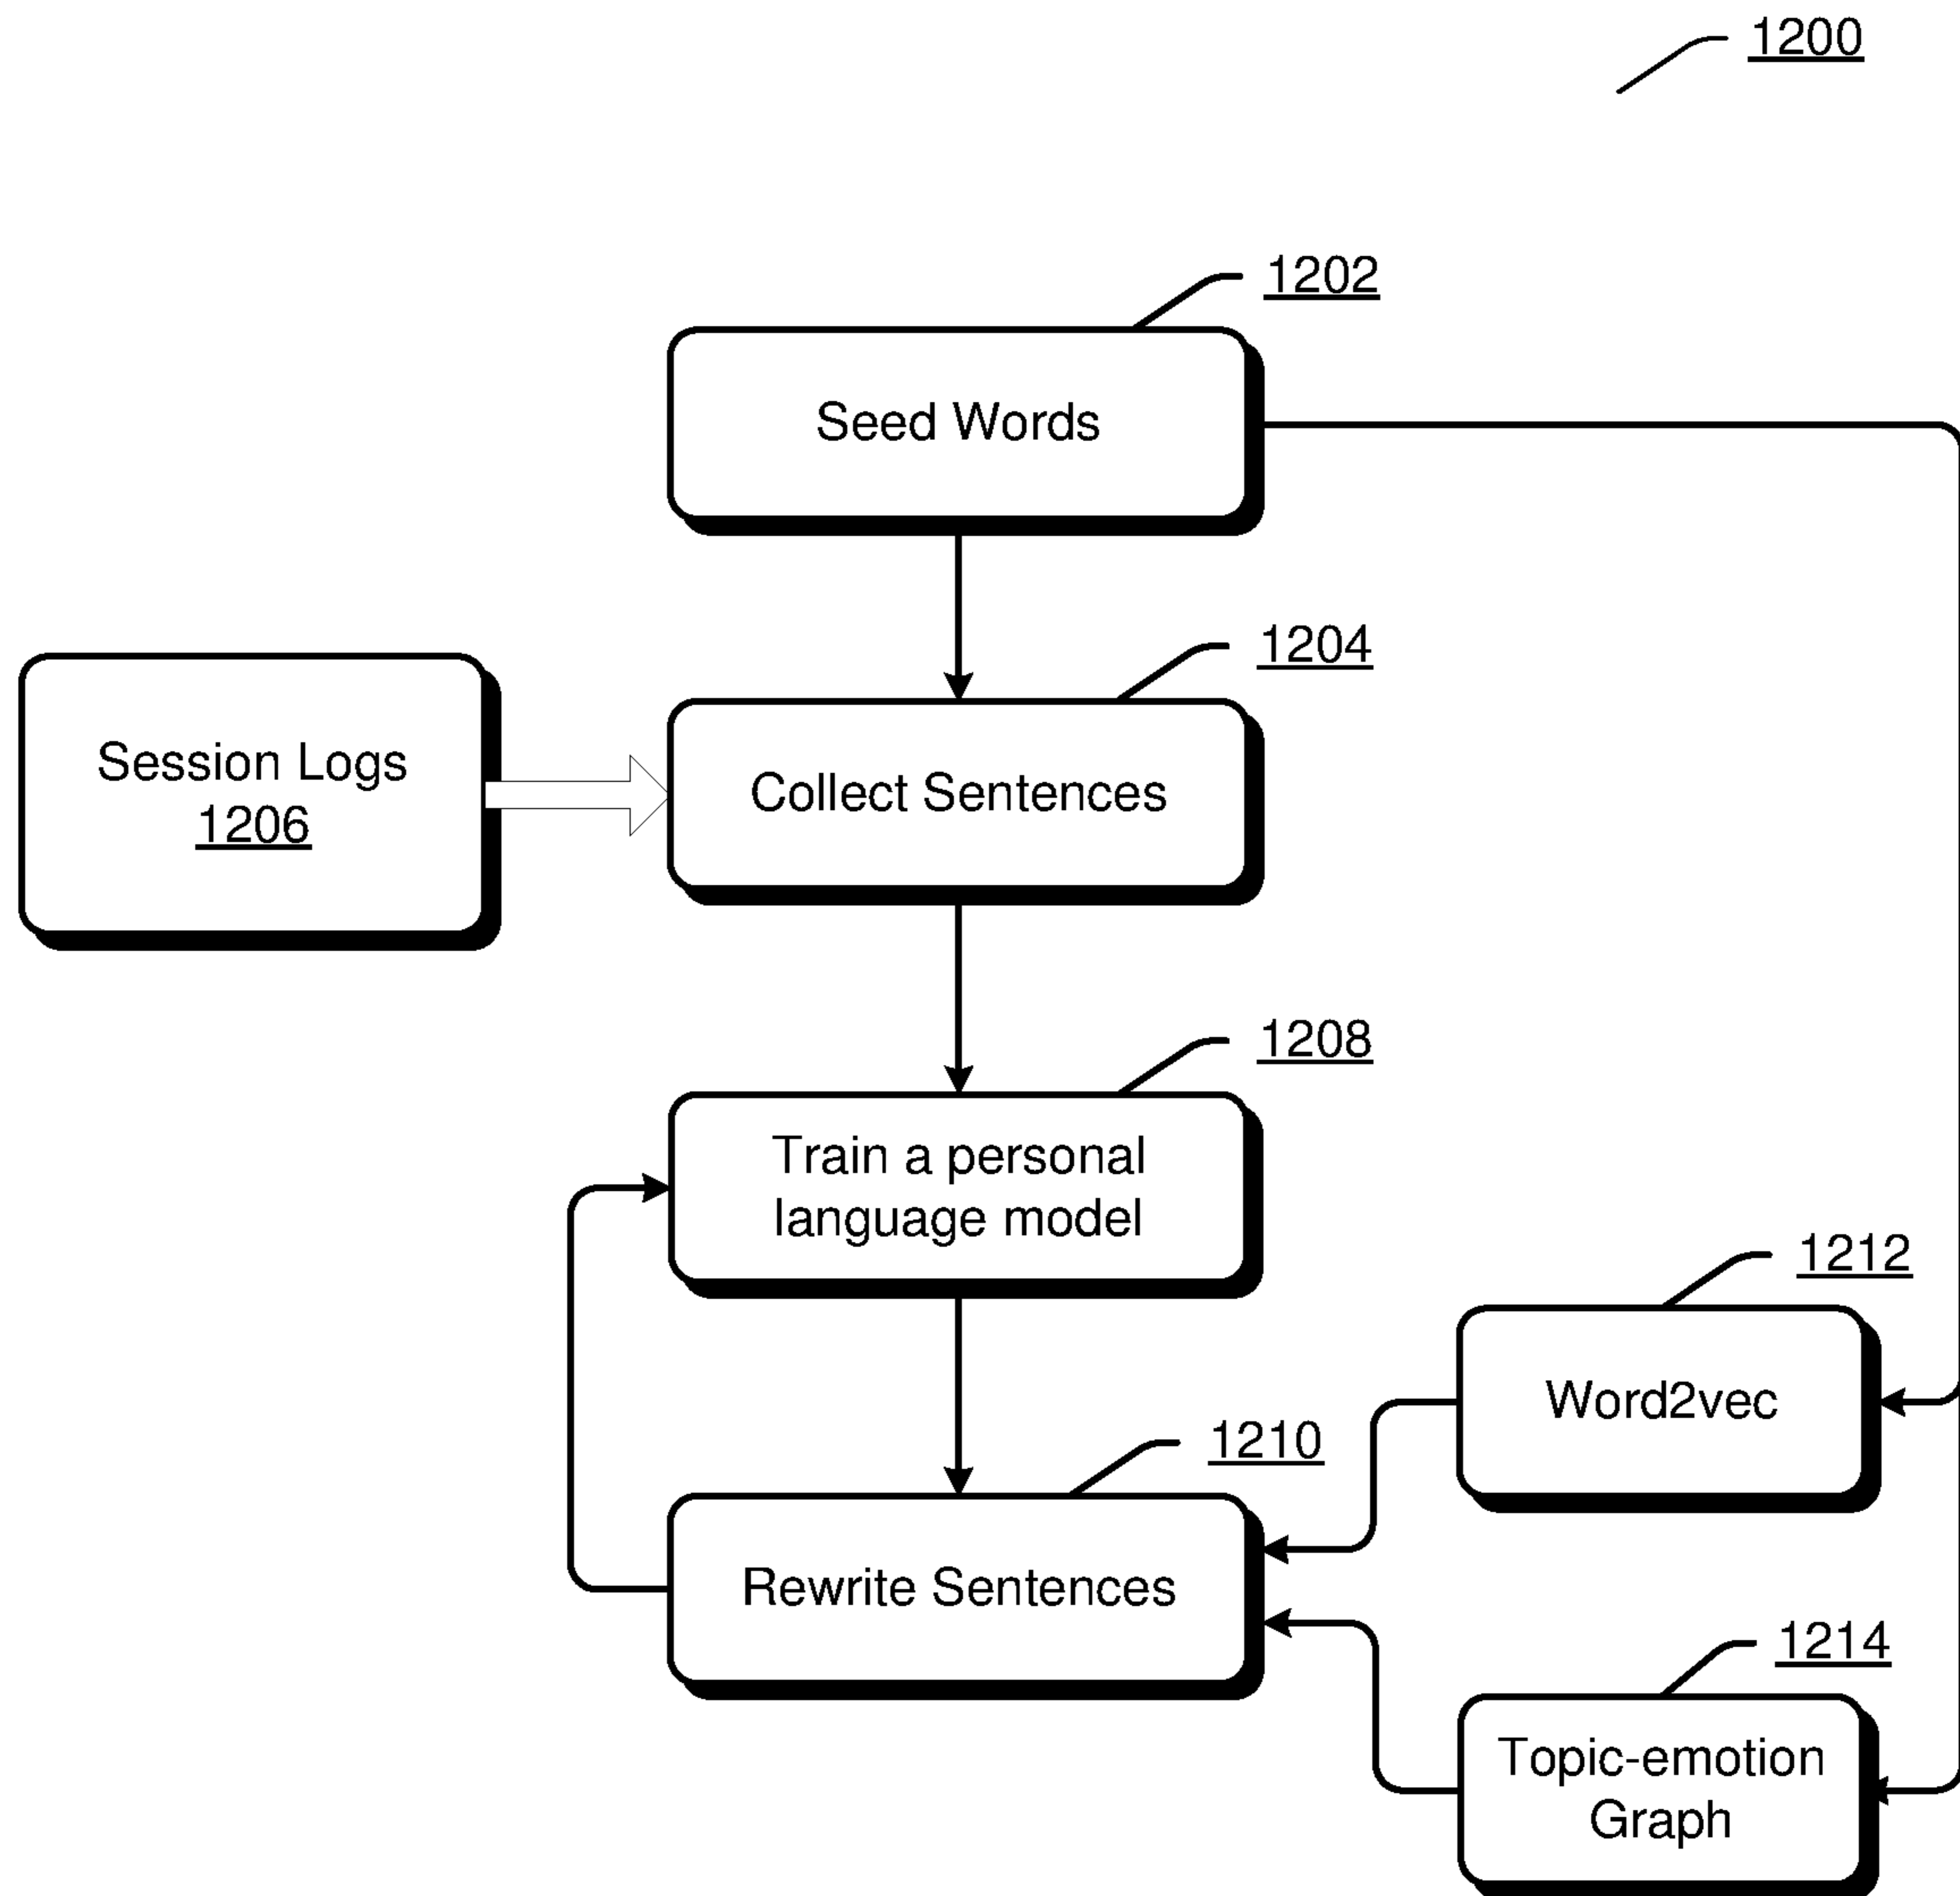 1200
1202
Seed Words
1204
Session Logs
1206
Collect Sentences
1208
Train a personal
language model
1212
Word2vec
1210
Rewrite Sentences
1214
Topic-emotion
Graph